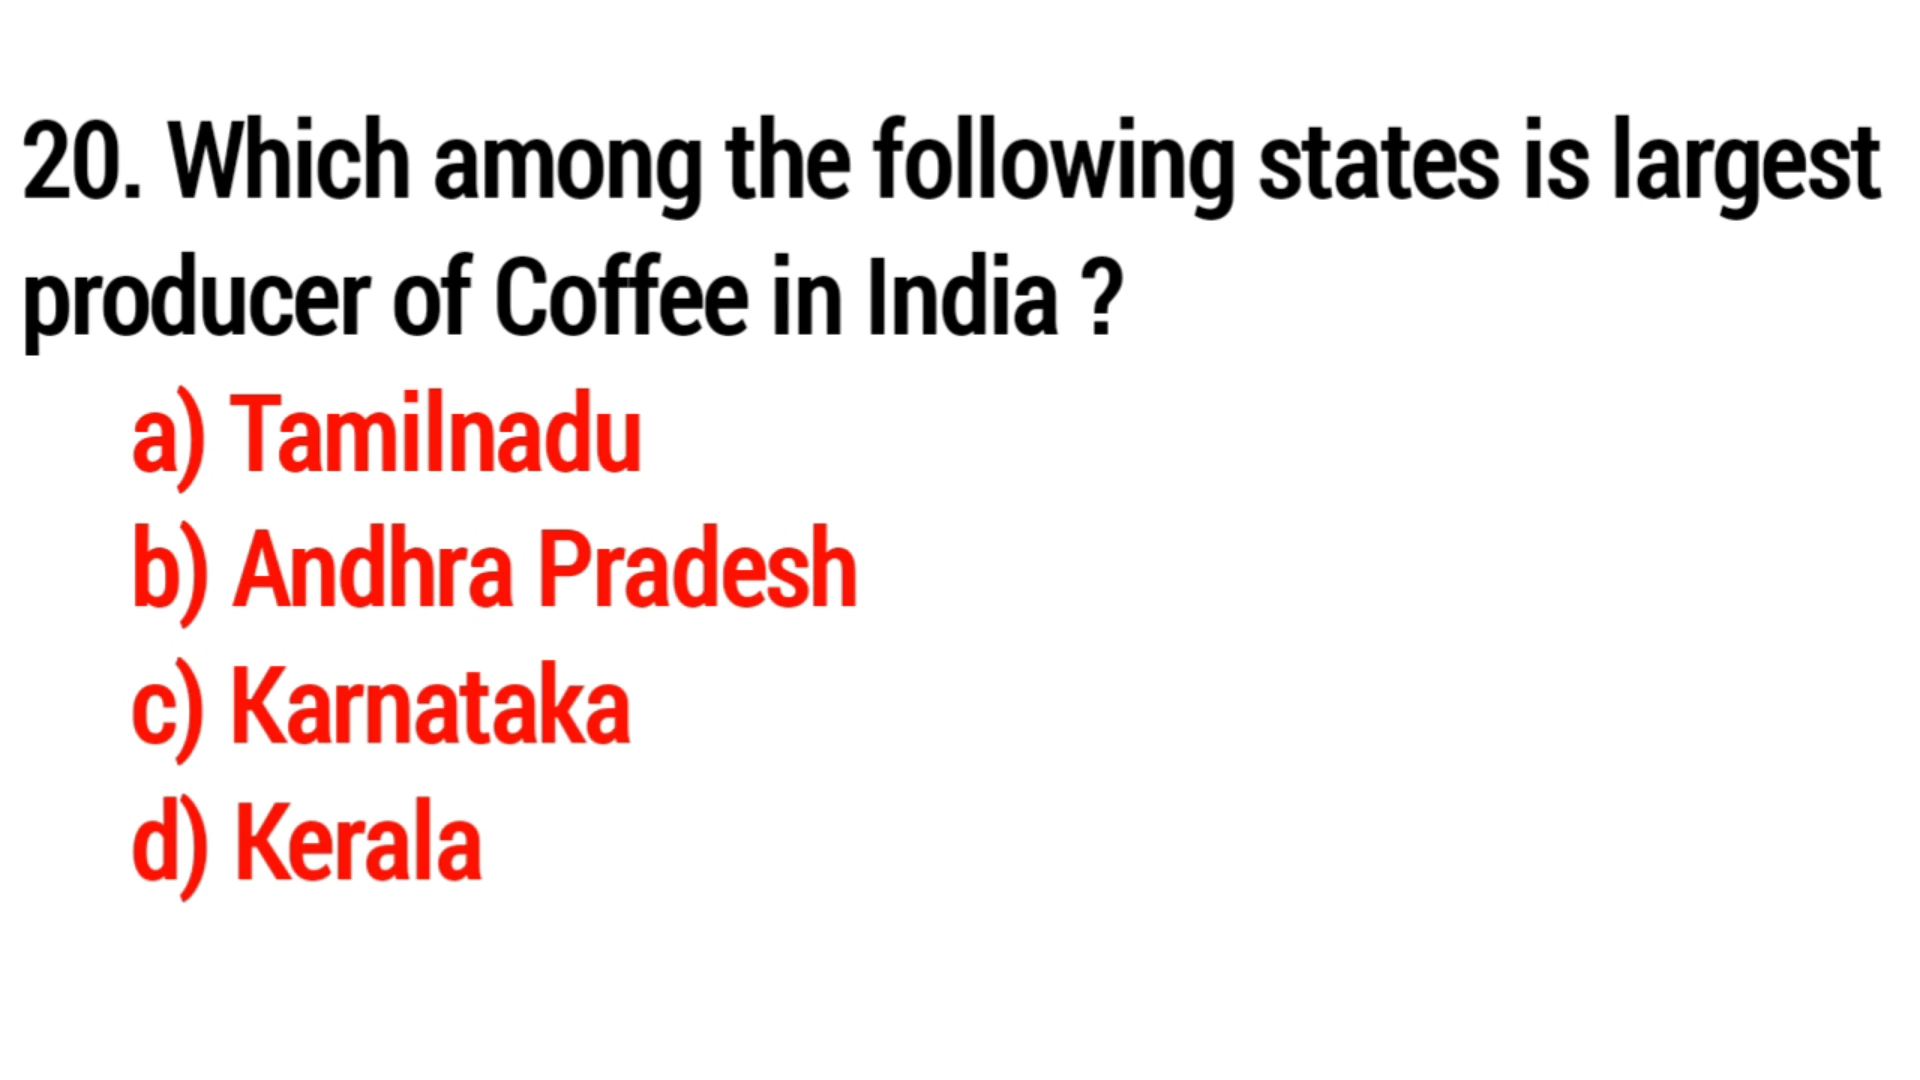 20. Which among the following states is largest
producer of Coffee in India ?
a) Tamilnadu
b) Andhra Pradesh
c) Karnataka
d) Kerala